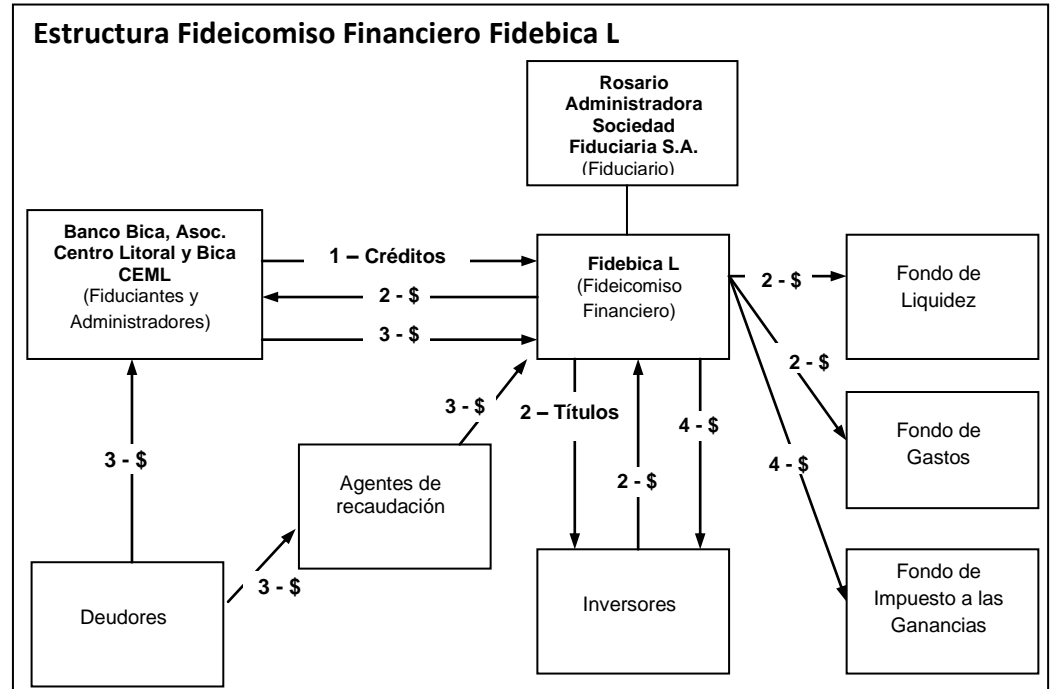 Estructura Fideicomiso Financiero Fidebica L
Rosario
Administradora
Sociedad
Fiduciaria S.A.
(Fiduciario)
Banco Bica, Asoc.
Centro Litoral y Bica
CEML
(Fiduciantes y
Administradores)
1 – Créditos
2 - $
3 - $
Fidebica L
(Fideicomiso
Financiero)
2 - $
Fondo de
Liquidez
2 - $
3 - $
2 – Títulos
4 - $
Fondo de
Gastos
3 - $
Agentes de
recaudación
2 - $
4 - $
3 - $
Deudores
Inversores
Fondo de
Impuesto a las
Ganancias